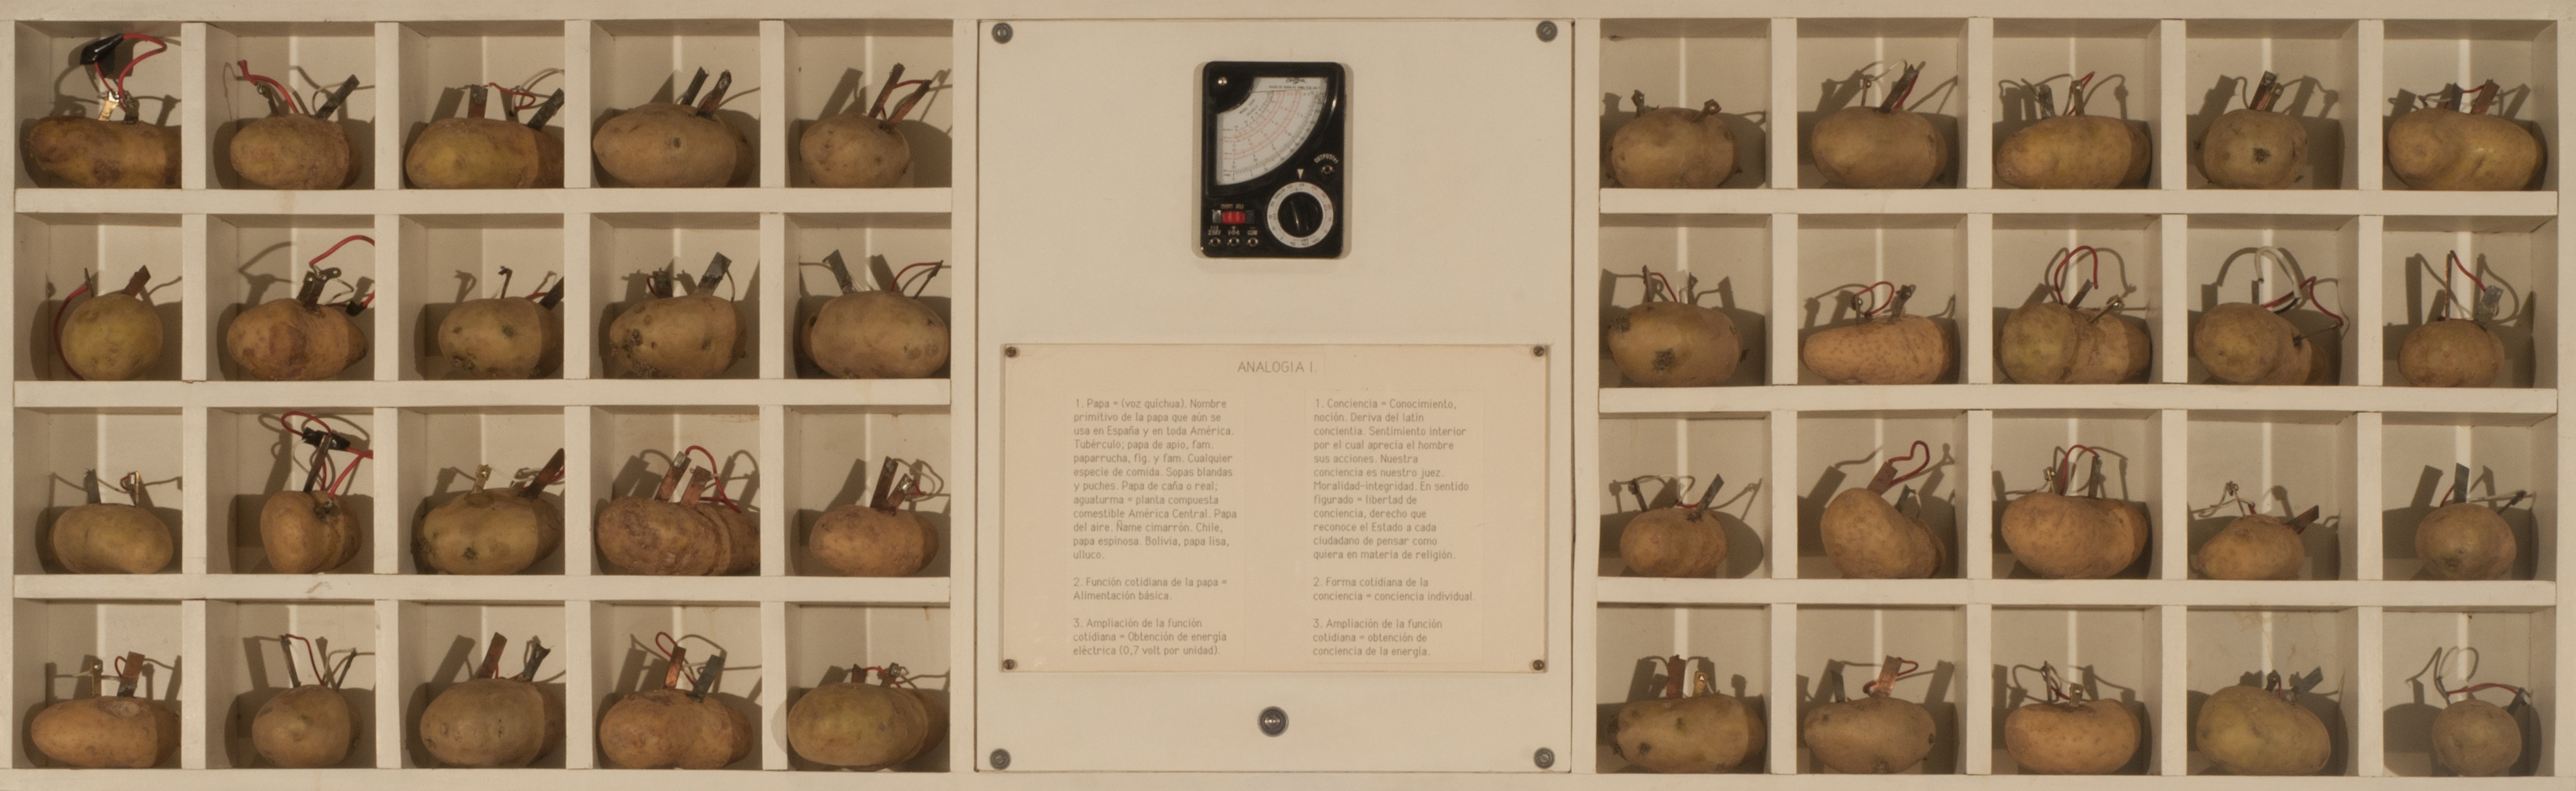 ANALOGIA I.
1. Papa = (voz quichua). Nombre
primitivo de la papa que aún se
usa en España y en toda América.
Tubérculo; papa de apio, fam.
paparrucha, fig. y fam. Cualquier
especie de comida. Sopas blandas
y puches. Papa de caña o real;
aguaturma = planta compuesta
comestible América Central. Papa
del aire. Ñame cimarrón. Chile,
papa espinosa. Bolivia, papa lisa,
ulluco.
2. Función cotidiana de la papa =
Alimentación básica.
3. Ampliación de la función
cotidiana = Obtención de energía
eléctrica (0,7 volt por unidad).
1. Conciencia = Conocimiento,
noción. Deriva del latín
concientia. Sentimiento interior
por el cual aprecia el hombre
sus acciones. Nuestra
conciencia es nuestro juez.
Moralidad-integridad. En sentido
figurado = libertad de
conciencia, derecho que
reconoce el Estado a cada
ciudadano de pensar como
quiera en materia de religión.
2. Forma cotidiana de la
conciencia = conciencia individual.
3. Ampliación de la función
cotidiana = obtención de
conciencia de la energía.